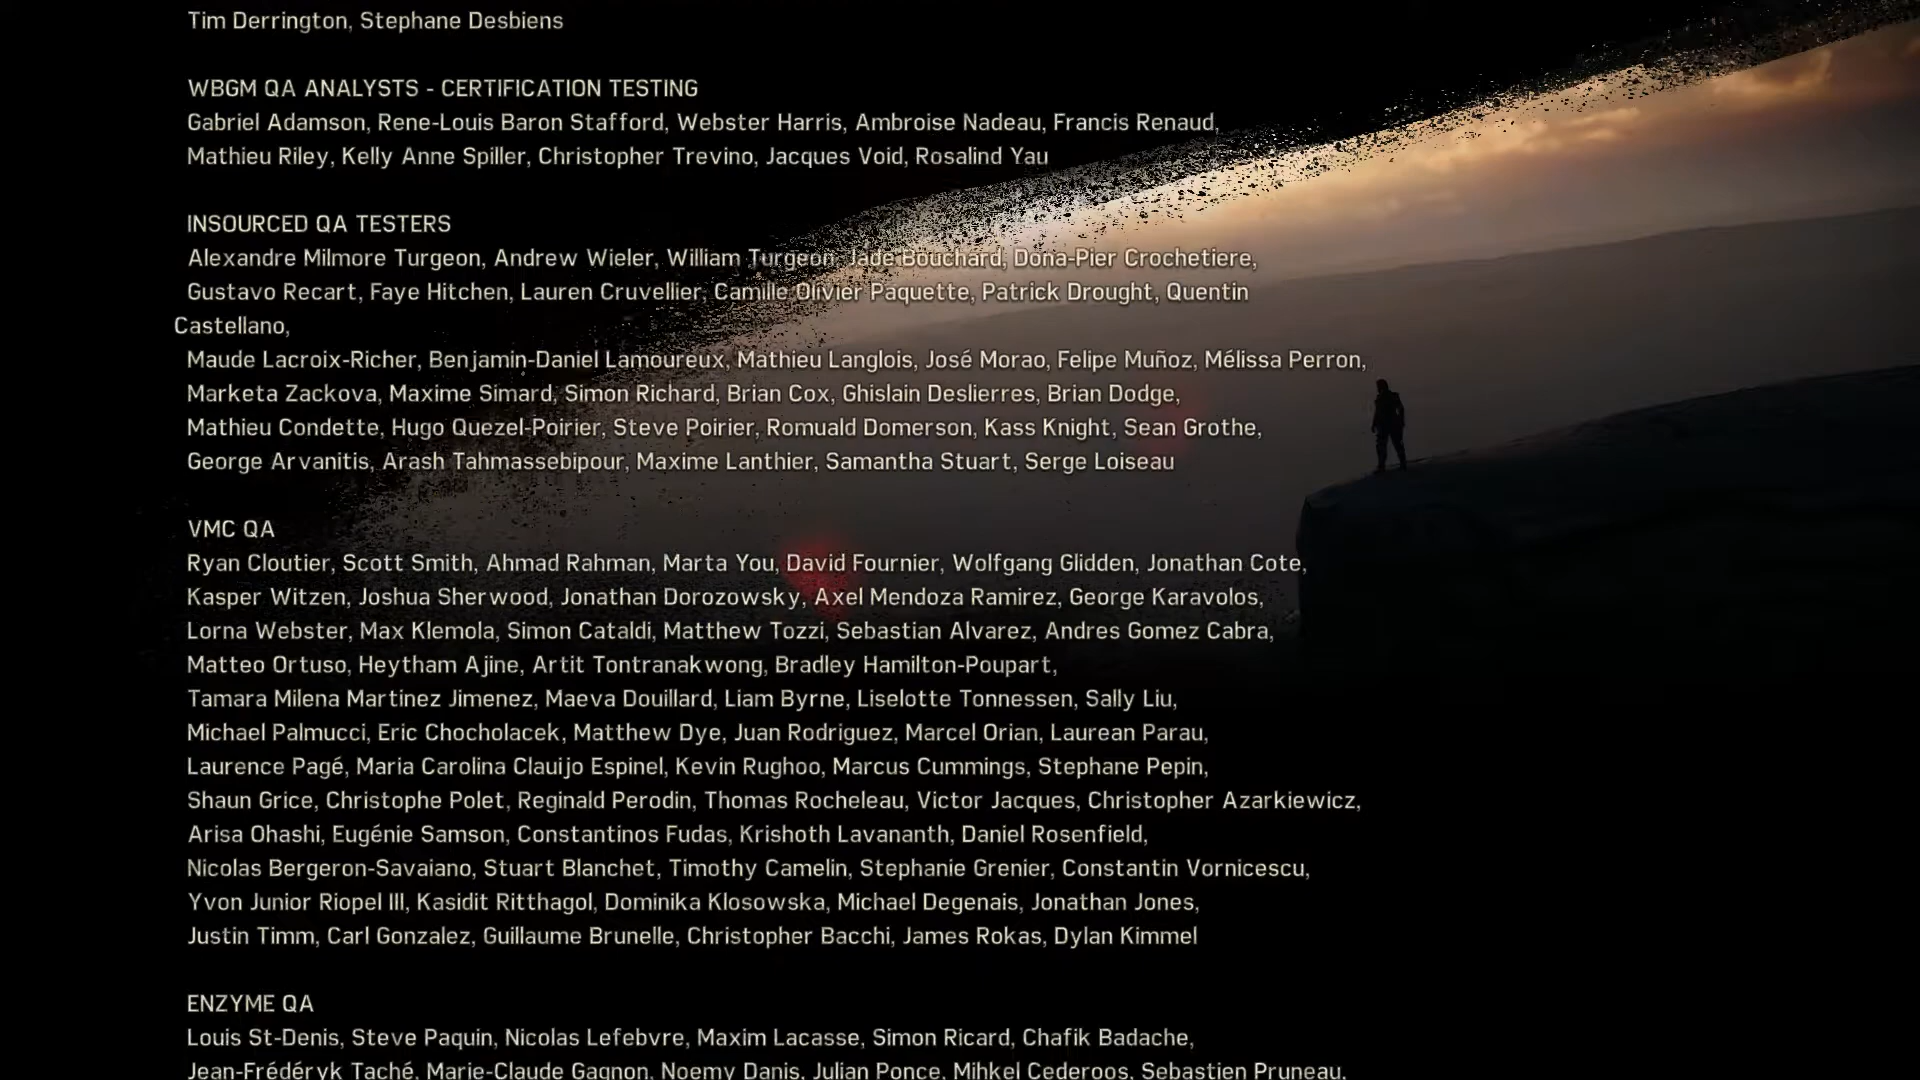 Tim Derrington, Stephane Desbiens
WBGM QA ANALYSTS - CERTIFICATION TESTING
Gabriel Adamson, Rene-Louis Baron Stafford, Webster Harris, Ambroise Nadeau, Francis Renaud,
Mathieu Riley, Kelly Anne Spiller, Christopher Trevino, Jacques Void, Rosalind Yau
INSOURCED QA TESTERS
Alexandre Milmore Turgeon, Andrew Wieler, William Turgeon, Jade Bouchard, Dona-Pier Crochetiere,
Gustavo Recart, Faye Hitchen, Lauren Cruvellier, Camille Olivier Paquette, Patrick Drought, Quentin
Castellano,
Maude Lacroix-Richer, Benjamin-Daniel Lamoureux, Mathieu Langlois, José Morao, Felipe Muñoz, Mélissa Perron,
Marketa Zackova, Maxime Simard, Simon Richard, Brian Cox, Ghislain Deslierres, Brian Dodge,
Mathieu Condette, Hugo Quezel-Poirier, Steve Poirier, Romuald Domerson, Kass Knight, Sean Grothe,
George Arvanitis, Arash Tahmassebipour, Maxime Lanthier, Samantha Stuart, Serge Loiseau
VMC QA
Ryan Cloutier, Scott Smith, Ahmad Rahman, Marta You, David Fournier, Wolfgang Glidden, Jonathan Cote,
Kasper Witzen, Joshua Sherwood, Jonathan Dorozowsky, Axel Mendoza Ramirez, George Karavolos,
Lorna Webster, Max Klemola, Simon Cataldi, Matthew Tozzi, Sebastian Alvarez, Andres Gomez Cabra,
Matteo Ortuso, Heytham Ajine, Artit Tontranakwong, Bradley Hamilton-Poupart,
Tamara Milena Martinez Jimenez, Maeva Douillard, Liam Byrne, Liselotte Tonnessen, Sally Liu,
Michael Palmucci, Eric Chocholacek, Matthew Dye, Juan Rodriguez, Marcel Orian, Laurean Parau,
Laurence Pagé, Maria Carolina Clauijo Espinel, Kevin Rughoo, Marcus Cummings, Stephane Pepin,
Shaun Grice, Christophe Polet, Reginald Perodin, Thomas Rocheleau, Victor Jacques, Christopher Azarkiewicz,
Arisa Ohashi, Eugénie Samson, Constantinos Fudas, Krishoth Lavananth, Daniel Rosenfield,
Nicolas Bergeron-Savaiano, Stuart Blanchet, Timothy Camelin, Stephanie Grenier, Constantin Vornicescu,
Yvon Junior Riopel III, Kasidit Ritthagol, Dominika Klosowska, Michael Degenais, Jonathan Jones,
Justin Timm, Carl Gonzalez, Guillaume Brunelle, Christopher Bacchi, James Rokas, Dylan Kimmel
ENZYME QA
Louis St-Denis, Steve Paquin, Nicolas Lefebvre, Maxim Lacasse, Simon Ricard, Chafik Badache,
Jean-Frédéryk Taché, Marie-Claude Gagnon, Noemy Danis, Julian Ponce, Mihkel Cederoos, Sebastien Pruneau,